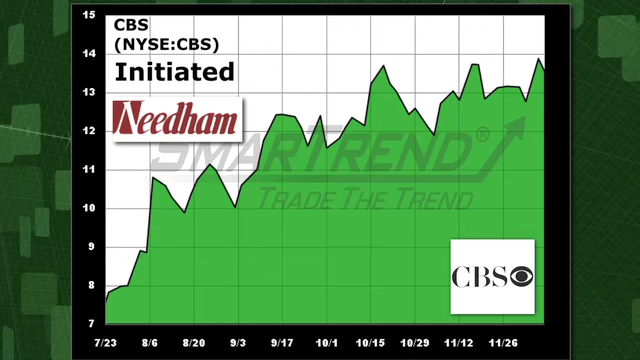 CBS
(NYSE:CBS)
Initiated
Needham
SMARTREND®
TRADE THE TREND
CBS
15
14
13
12
11
10
9
8
7
7/23 8/6 8/20 9/3 9/17 10/1 10/15 10/29 11/12 11/26